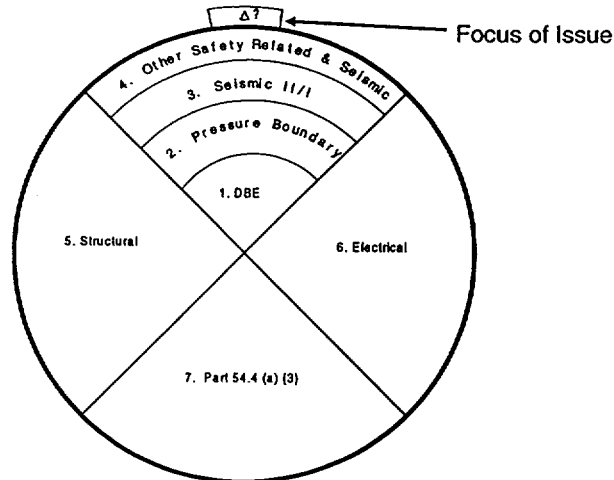 Δ?
Focus of Issue
4. Other Safety Related & Seismic
3. Seismic II/I
2. Pressure Boundary
1. DBE
5. Structural
6. Electrical
7. Part 54.4 (a) (3)